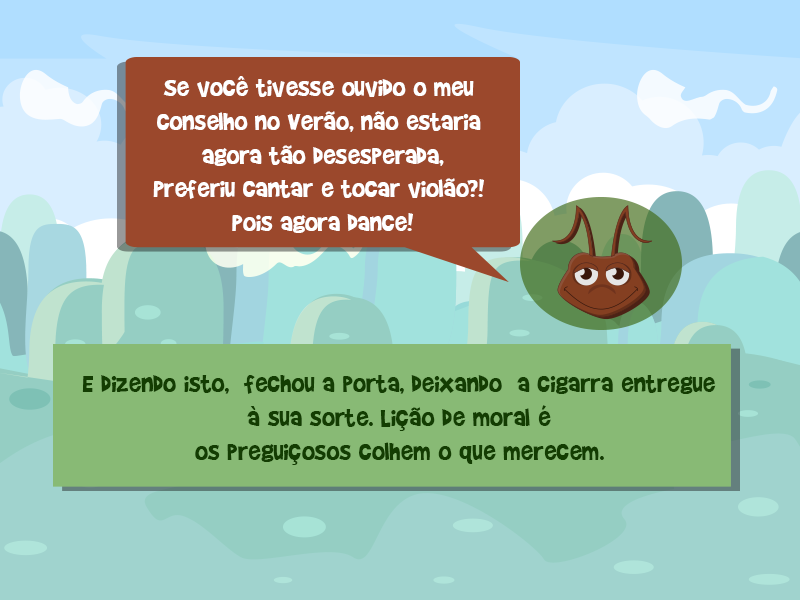 Se você tivesse ouvido o meu
Conselho no Verão, não estaria
agora tão Desesperada,
Preferiu Cantar e tocar violão?!
Pois agora Dance!
E Dizendo isto, fechou a Porta, Deixando a Cigarra entregue
à sua sorte. Lição De moral é
os Preguiçosos Colhem o que merecem.